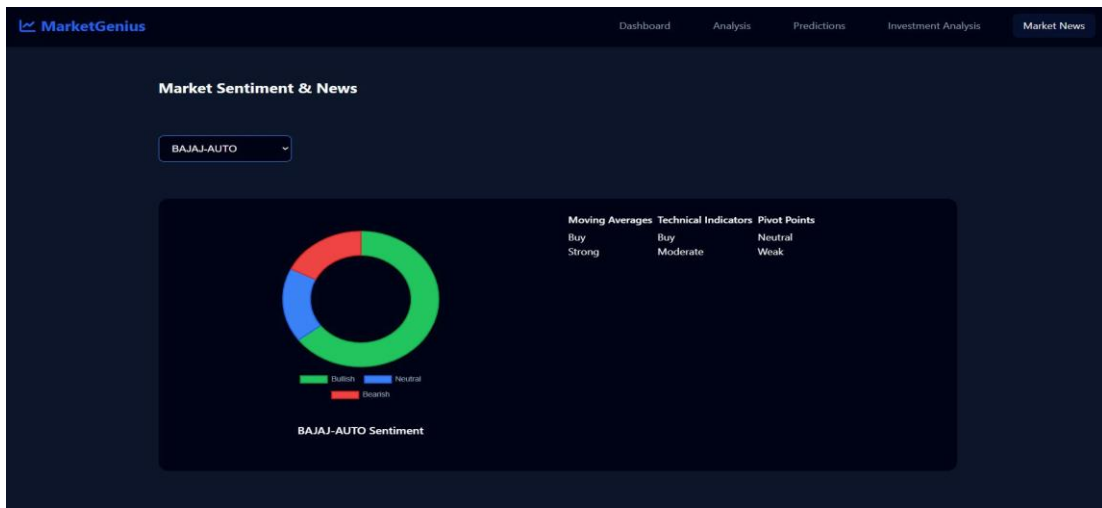 MarketGenius
Dashboard Analysis Predictions Investment Analysis Market News
Market Sentiment & News
BAJAJ-AUTO
Moving Averages Technical Indicators Pivot Points
Buy Buy Neutral
Strong Moderate Weak
Bullish Neutral
Bearish
BAJAJ-AUTO Sentiment